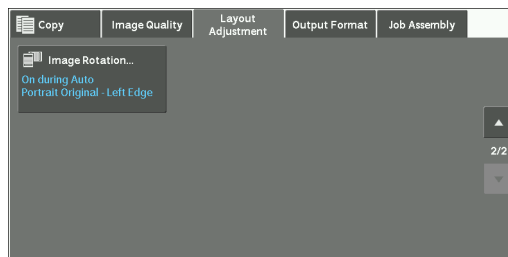 Copy
Image Quality
Layout
Adjustment
Output Format
Job Assembly
Image Rotation...
On during Auto
Portrait Original - Left Edge
2/2